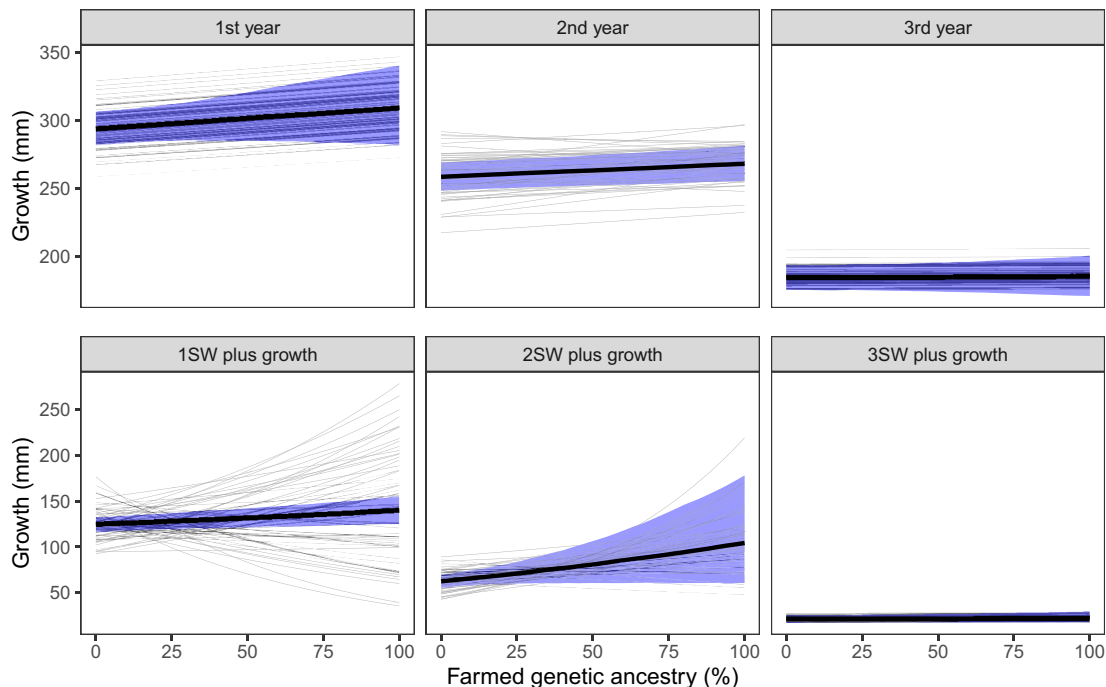 1st year
2nd year
3rd year
Growth (mm)
350
300
250
200
1SW plus growth
2SW plus growth
3SW plus growth
Growth (mm)
250
200
150
100
50
0 25 50 75 100
0 25 50 75 100
0 25 50 75 100
Farmed genetic ancestry (%)